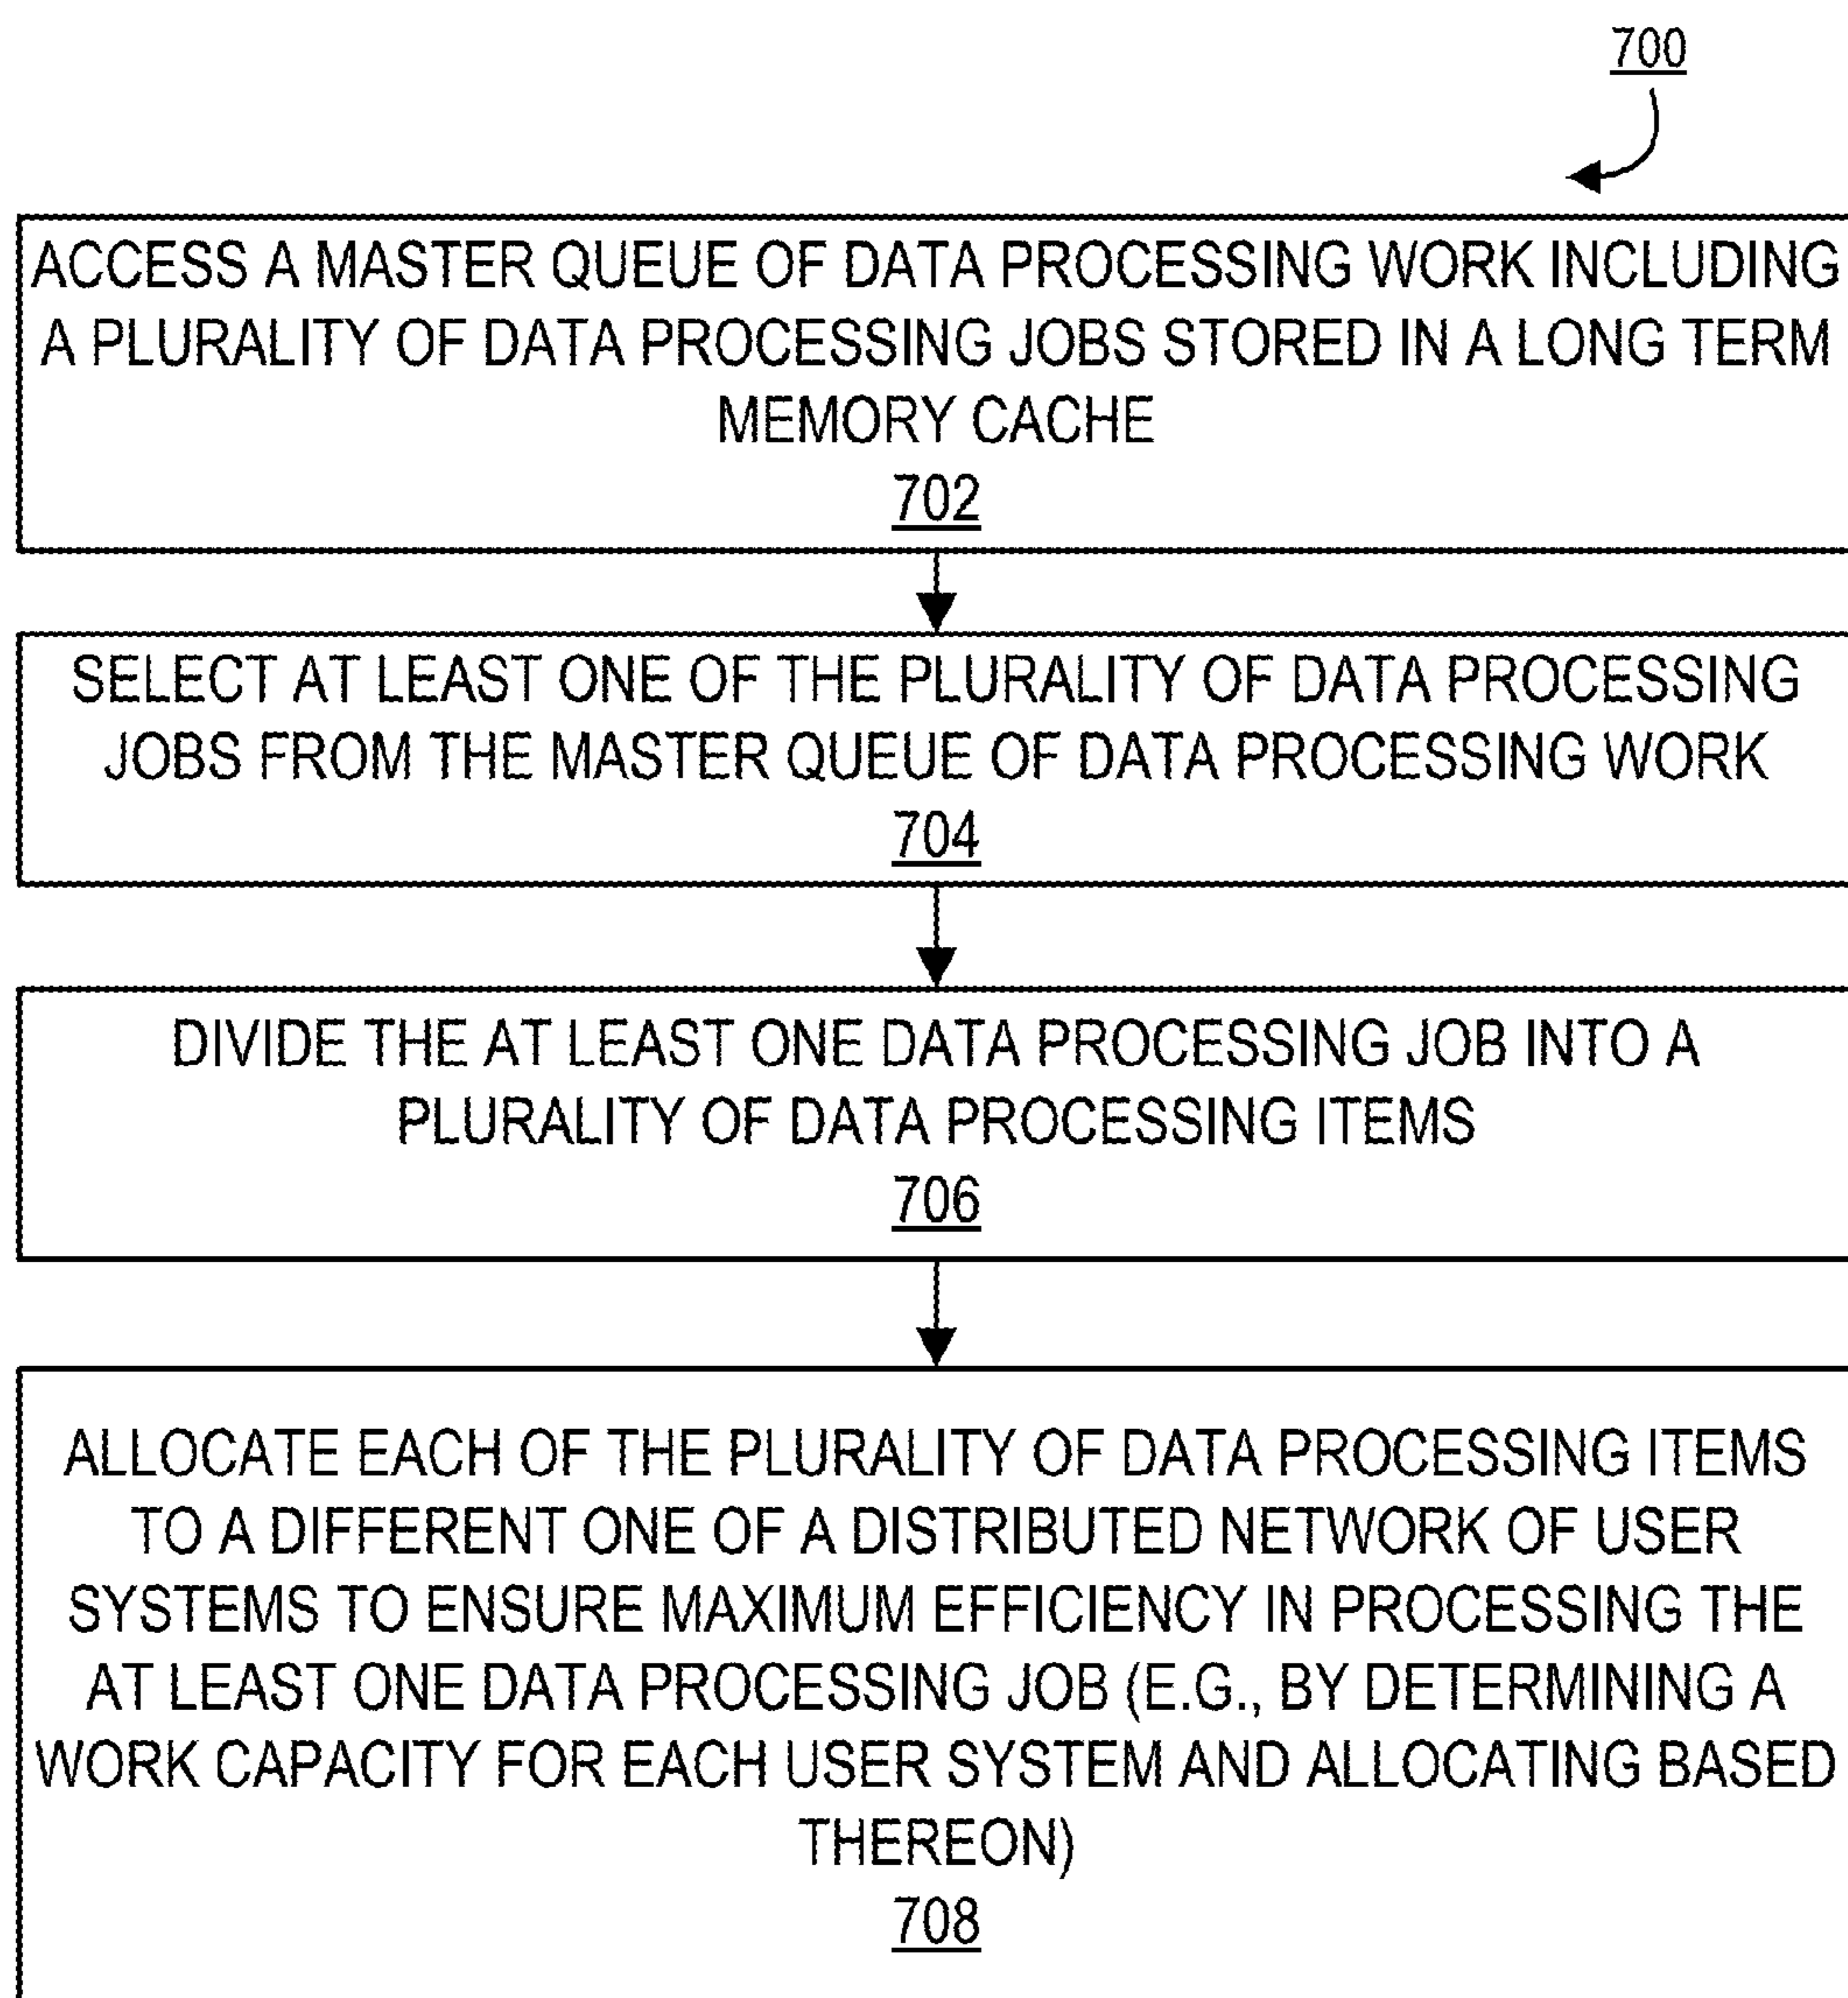 700
ACCESS A MASTER QUEUE OF DATA PROCESSING WORK INCLUDING
A PLURALITY OF DATA PROCESSING JOBS STORED IN A LONG TERM
MEMORY CACHE
702
SELECT AT LEAST ONE OF THE PLURALITY OF DATA PROCESSING
JOBS FROM THE MASTER QUEUE OF DATA PROCESSING WORK
704
DIVIDE THE AT LEAST ONE DATA PROCESSING JOB INTO A
PLURALITY OF DATA PROCESSING ITEMS
706
ALLOCATE EACH OF THE PLURALITY OF DATA PROCESSING ITEMS
TO A DIFFERENT ONE OF A DISTRIBUTED NETWORK OF USER
SYSTEMS TO ENSURE MAXIMUM EFFICIENCY IN PROCESSING THE
AT LEAST ONE DATA PROCESSING JOB (E.G., BY DETERMINING A
WORK CAPACITY FOR EACH USER SYSTEM AND ALLOCATING BASED
THEREON)
708